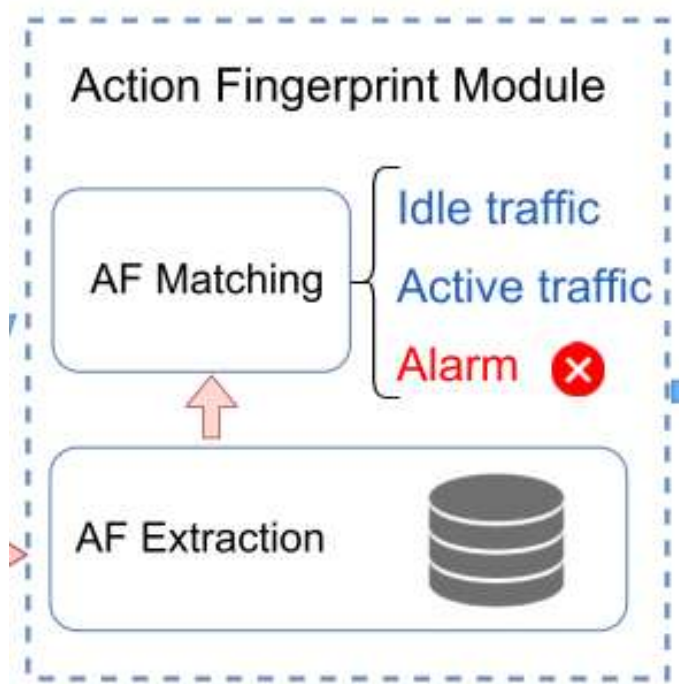 Action Fingerprint Module
Idle traffic
AF Matching
Active traffic
Alarm
AF Extraction